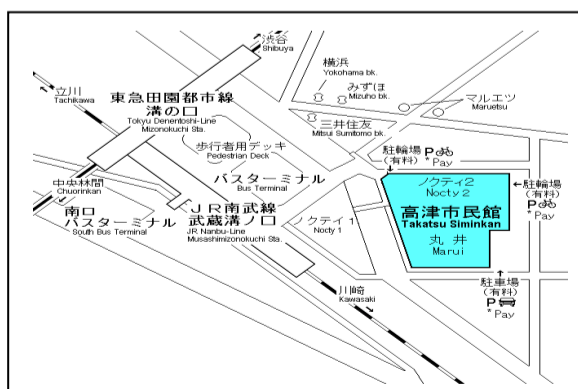 渋谷
Shibuya
横浜
Yokohama bk.
みずほ
Mizuho bk.
マルエツ
Maruetsu
立川
Tachikawa
東急田園都市線
溝の口
Tokyu Denentoshi-Line
Mizonokuchi Sta.
三井住友
Mitsui Sumitomo bk.
歩行者用デッキ
Pedestrian Deck
バスターミナル
Bus Terminal
駐輪場
(有料)
P
* Pay
中央林間
Chuorinkan
南口
バスターミナル
South Bus Terminal
JR南武線
武蔵溝ノ口
JR Nanbu-Line
Musashimizonokuchi Sta.
ノクティ1
Nocty 1
ノクティ2
Nocty 2
高津市民館
Takatsu Siminkan
丸井
Marui
駐輪場
(有料)
P
* Pay
川崎
Kawasaki
駐車場
(有料)
P
* Pay